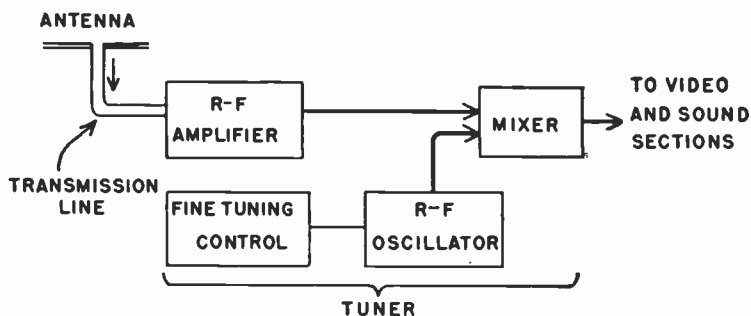 ANTENNA
R-F
AMPLIFIER
MIXER
TO VIDEO
AND SOUND
SECTIONS
TRANSMISSION
LINE
FINE TUNING
CONTROL
R-F
OSCILLATOR
TUNER